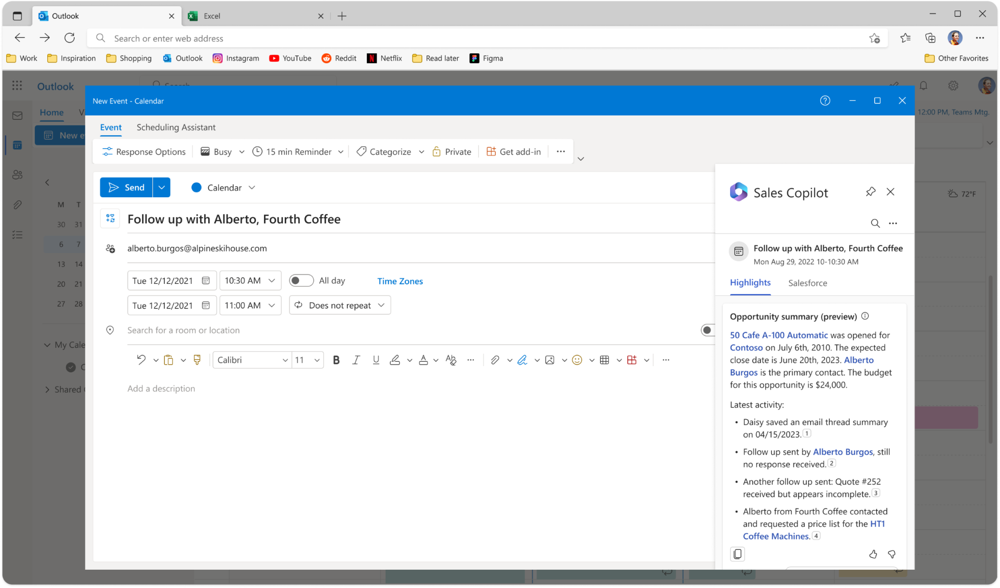 Outlook
Excel
Search or enter web address
Work
Inspiration
Shopping
Outlook
Instagram
YouTube
Reddit
Netflix
Read later
Figma
Other Favorites
Outlook
Search
New Event - Calendar
Home
12:00 PM, Teams Mtg.
Event
Scheduling Assistant
New e
Response Options
Busy
15 min Reminder
Categorize
Private
Get add-in
Send
Calendar
Sales Copilot
72°F
M T
30 31
6 7
13 14
20 21
27 28
Follow up with Alberto, Fourth Coffee
alberto.burgos@alpineskihouse.com
Tue 12/12/2021
10:30 AM
All day
Time Zones
Tue 12/12/2021
11:00 AM
Does not repeat
Search for a room or location
My Cale
Shared
Calibri
11
Add a description
Follow up with Alberto, Fourth Coffee
Mon Aug 29, 2022 10-10:30 AM
Highlights
Salesforce
Opportunity summary (preview)
50 Cafe A-100 Automatic was opened for
Contoso on July 6th, 2010. The expected
close date is June 20th, 2023. Alberto
Burgos is the primary contact. The budget
for this opportunity is $24,000.
Latest activity:
• Daisy saved an email thread summary
on 04/15/2023. 1
• Follow up sent by Alberto Burgos, still
no response received. 2
• Another follow up sent: Quote #252
received but appears incomplete. 3
• Alberto from Fourth Coffee contacted
and requested a price list for the HT1
Coffee Machines. 4